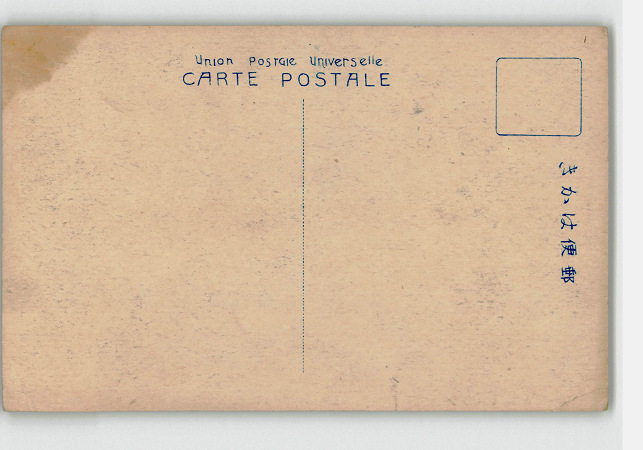 Union Postale Universelle
CARTE POSTALE
きかは便郵